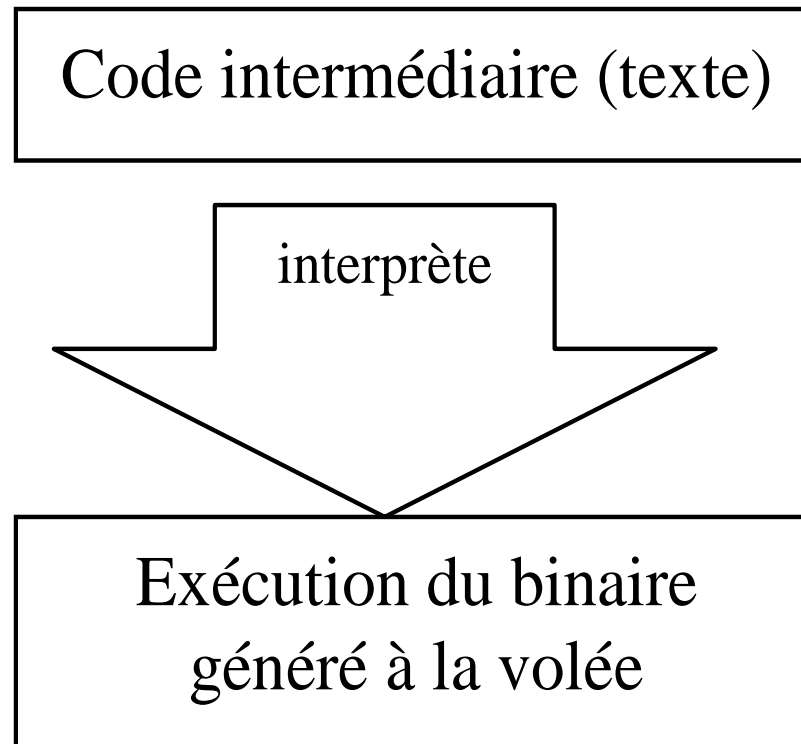 Code intermédiaire (texte)
interprète
Exécution du binaire
généré à la volée